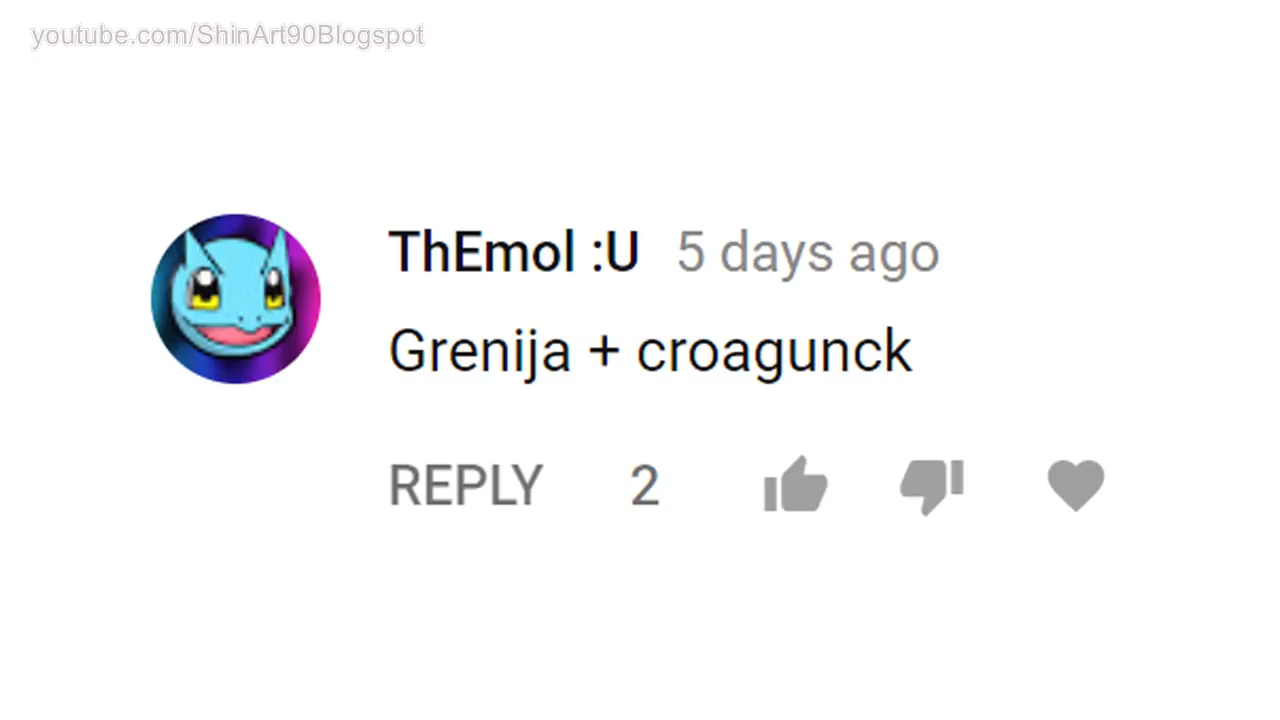 youtube.com/ShinArt90Blogspot
ThEmol :U 5 days ago
Grenija + croagunck
REPLY 2